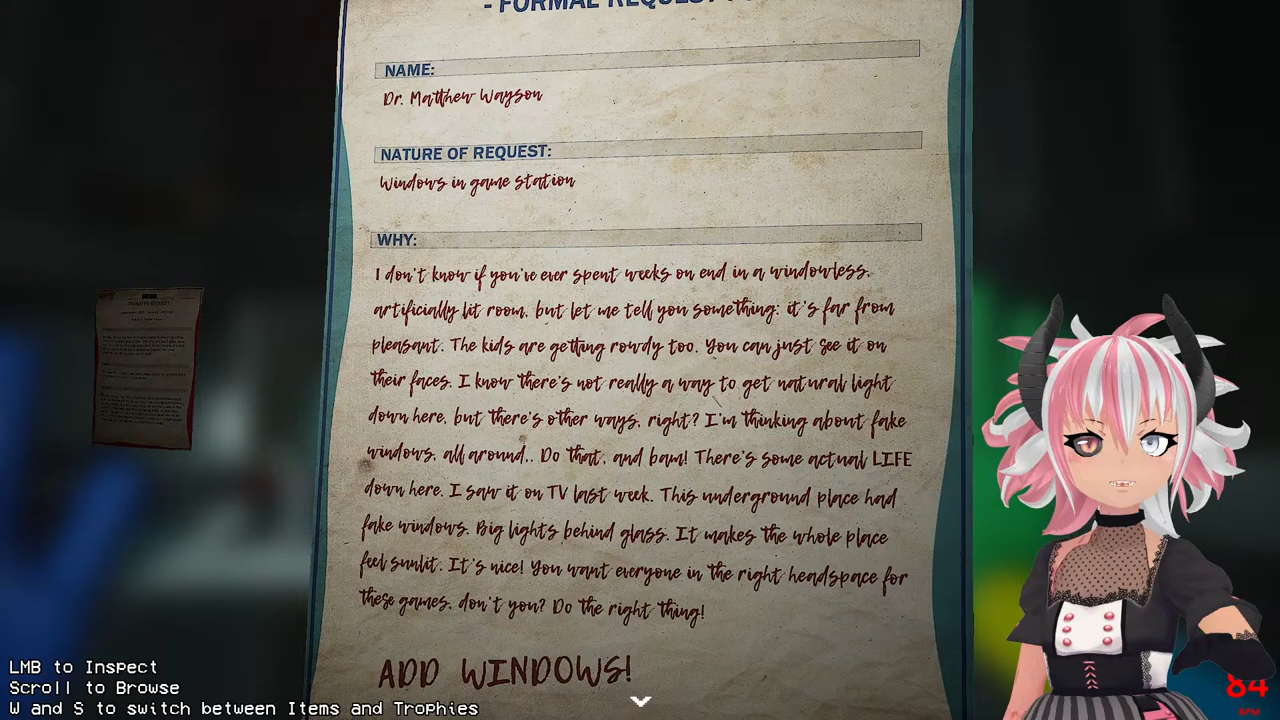 - FORMAL REQUEST
NAME:
Dr. Matthew Wayson
NATURE OF REQUEST:
Windows in game station
WHY:
I don't know if you've ever spent weeks on end in a windowless,
artificially lit room, but let me tell you something: it's far from
pleasant. The kids are getting rowdy too. You can just see it on
their faces. I know there's not really a way to get natural light
down here, but there's other ways, right? I'm thinking about fake
windows, all around.. Do that, and bam! There's some actual LIFE
down here. I saw it on TV last week. This underground place had
fake windows. Big lights behind glass. It makes the whole place
feel sunlit. It's nice! You want everyone in the right headspace for
these games, don't you? Do the right thing!
ADD WINDOWS!
LMB to Inspect
Scroll to Browse
W and S to switch between Items and Trophies
84
BPM